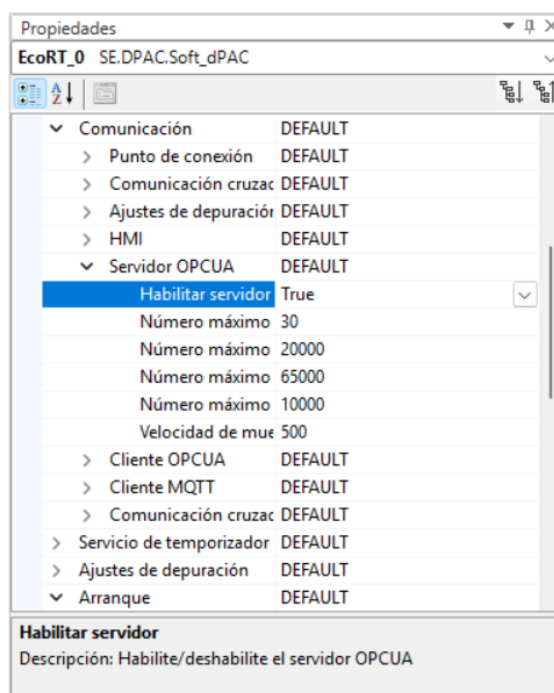 Propiedades
EcoRT_0 SE.DPAC.Soft_dPAC
Comunicación DEFAULT
Punto de conexión DEFAULT
Comunicación cruzac DEFAULT
Ajustes de depuración DEFAULT
HMI DEFAULT
Servidor OPCUA DEFAULT
Habilitar servidor True
Número máximo 30
Número máximo 20000
Número máximo 65000
Número máximo 10000
Velocidad de mue 500
Cliente OPCUA DEFAULT
Cliente MQTT DEFAULT
Comunicación cruzac DEFAULT
Servicio de temporizador DEFAULT
Ajustes de depuración DEFAULT
Arranque DEFAULT
Habilitar servidor
Descripción: Habilite/deshabilite el servidor OPCUA